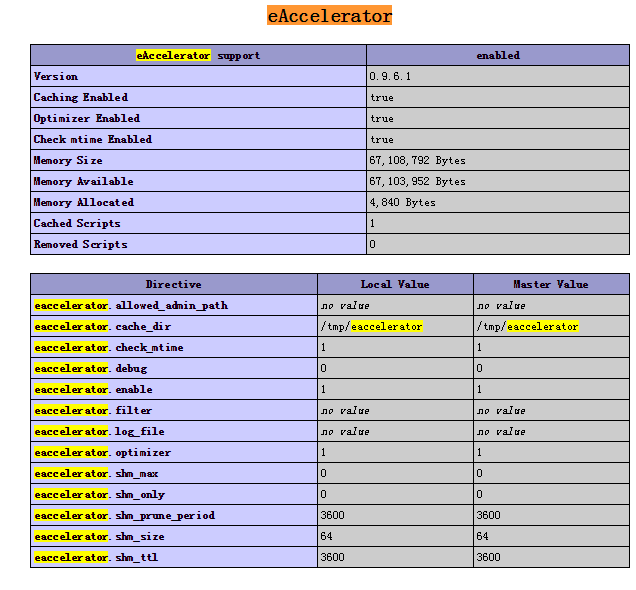 eAccelerator
eAccelerator support enabled
Version 0.9.6.1
Caching Enabled true
Optimizer Enabled true
Check mtime Enabled true
Memory Size 67,108,792 Bytes
Memory Available 67,103,952 Bytes
Memory Allocated 4,840 Bytes
Cached Scripts 1
Removed Scripts 0
Directive Local Value Master Value
eaccelerator.allowed_admin_path no value no value
eaccelerator.cache_dir /tmp/eaccelerator /tmp/eaccelerator
eaccelerator.check_mtime 1 1
eaccelerator.debug 0 0
eaccelerator.enable 1 1
eaccelerator.filter no value no value
eaccelerator.log_file no value no value
eaccelerator.optimizer 1 1
eaccelerator.shm_max 0 0
eaccelerator.shm_only 0 0
eaccelerator.shm_prune_period 3600 3600
eaccelerator.shm_size 64 64
eaccelerator.shm_ttl 3600 3600